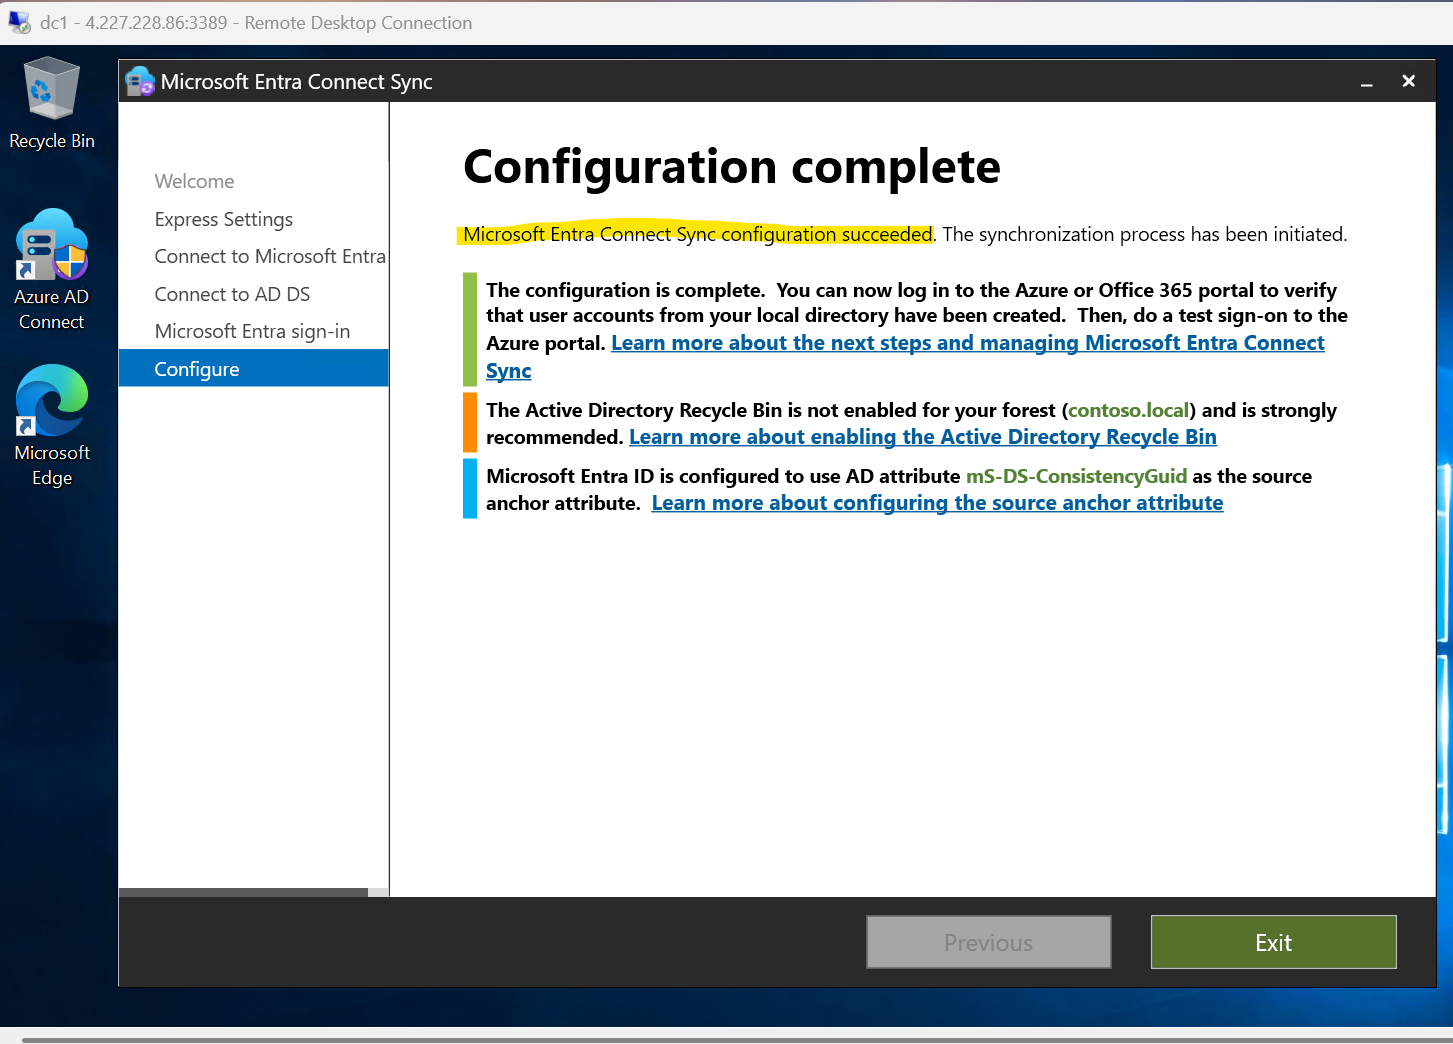 dc1 - 4.227.228.86:3389 - Remote Desktop Connection
Recycle Bin
Azure AD
Connect
Microsoft
Edge
Microsoft Entra Connect Sync
Welcome
Express Settings
Connect to Microsoft Entra
Connect to AD DS
Microsoft Entra sign-in
Configure
Configuration complete
Microsoft Entra Connect Sync configuration succeeded. The synchronization process has been initiated.
The configuration is complete.  You can now log in to the Azure or Office 365 portal to verify
that user accounts from your local directory have been created.  Then, do a test sign-on to the
Azure portal. Learn more about the next steps and managing Microsoft Entra Connect
Sync
The Active Directory Recycle Bin is not enabled for your forest (contoso.local) and is strongly
recommended. Learn more about enabling the Active Directory Recycle Bin
Microsoft Entra ID is configured to use AD attribute mS-DS-ConsistencyGuid as the source
anchor attribute.  Learn more about configuring the source anchor attribute
Previous
Exit